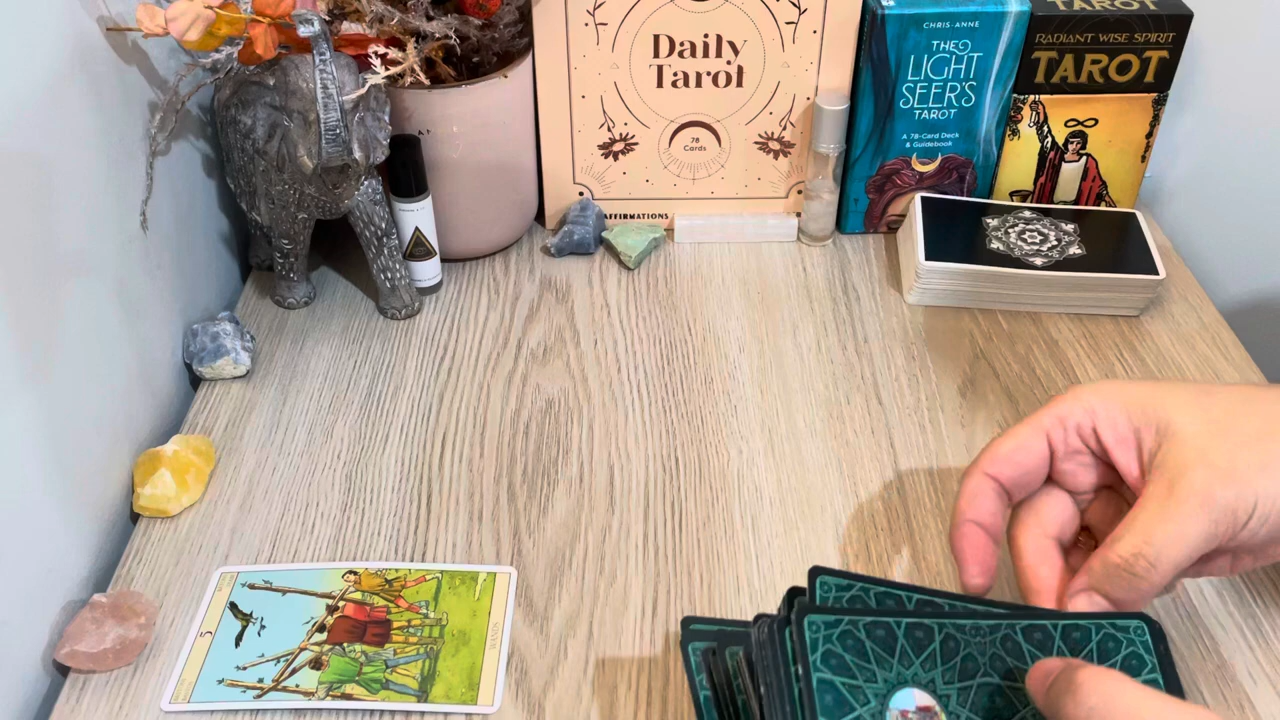 Daily
Tarot
78
Cards
AFFIRMATIONS
CHRIS-ANNE
THE
LIGHT
SEER'S
TAROT
A 78-CARD DECK
& GUIDEBOOK
TAROT
RADIANT WISE SPIRIT
TAROT
5
WANDS